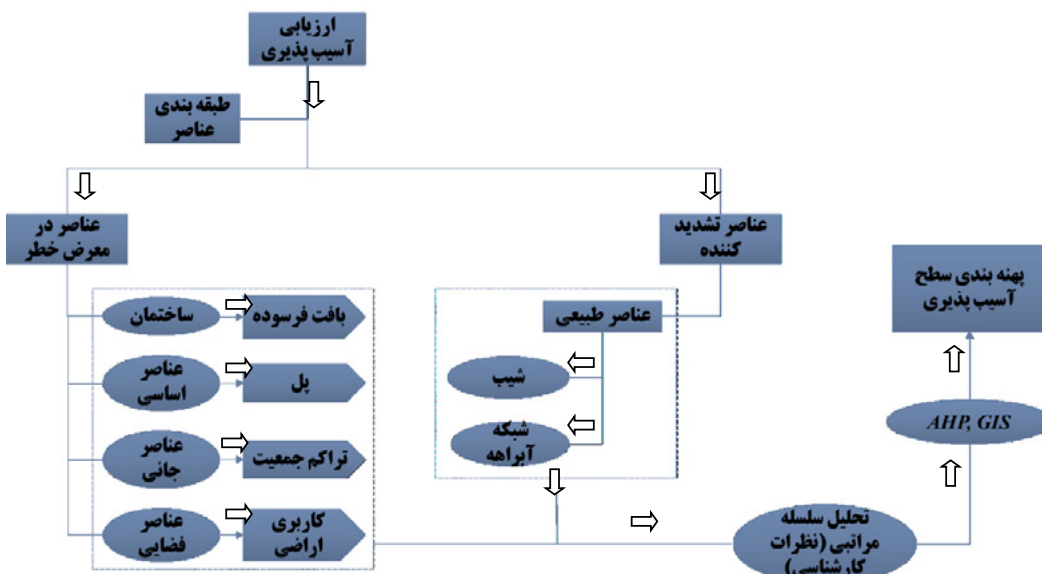 ارزیابی
آسیب پذیری
طبقه بندی
عناصر
عناصر تشدید
کننده
عناصر در
معرض خطر
پهنه بندی سطح
آسیب پذیری
عناصر طبیعی
شیب
شبکه
آبراهه
ساختمان
بافت فرسوده
عناصر
اساسی
پل
عناصر
جانی
تراکم جمعیت
عناصر
فضایی
کاربری
اراضی
تحلیل سلسله
مراتبی (نظرات
کارشناسی)
AHP, GIS